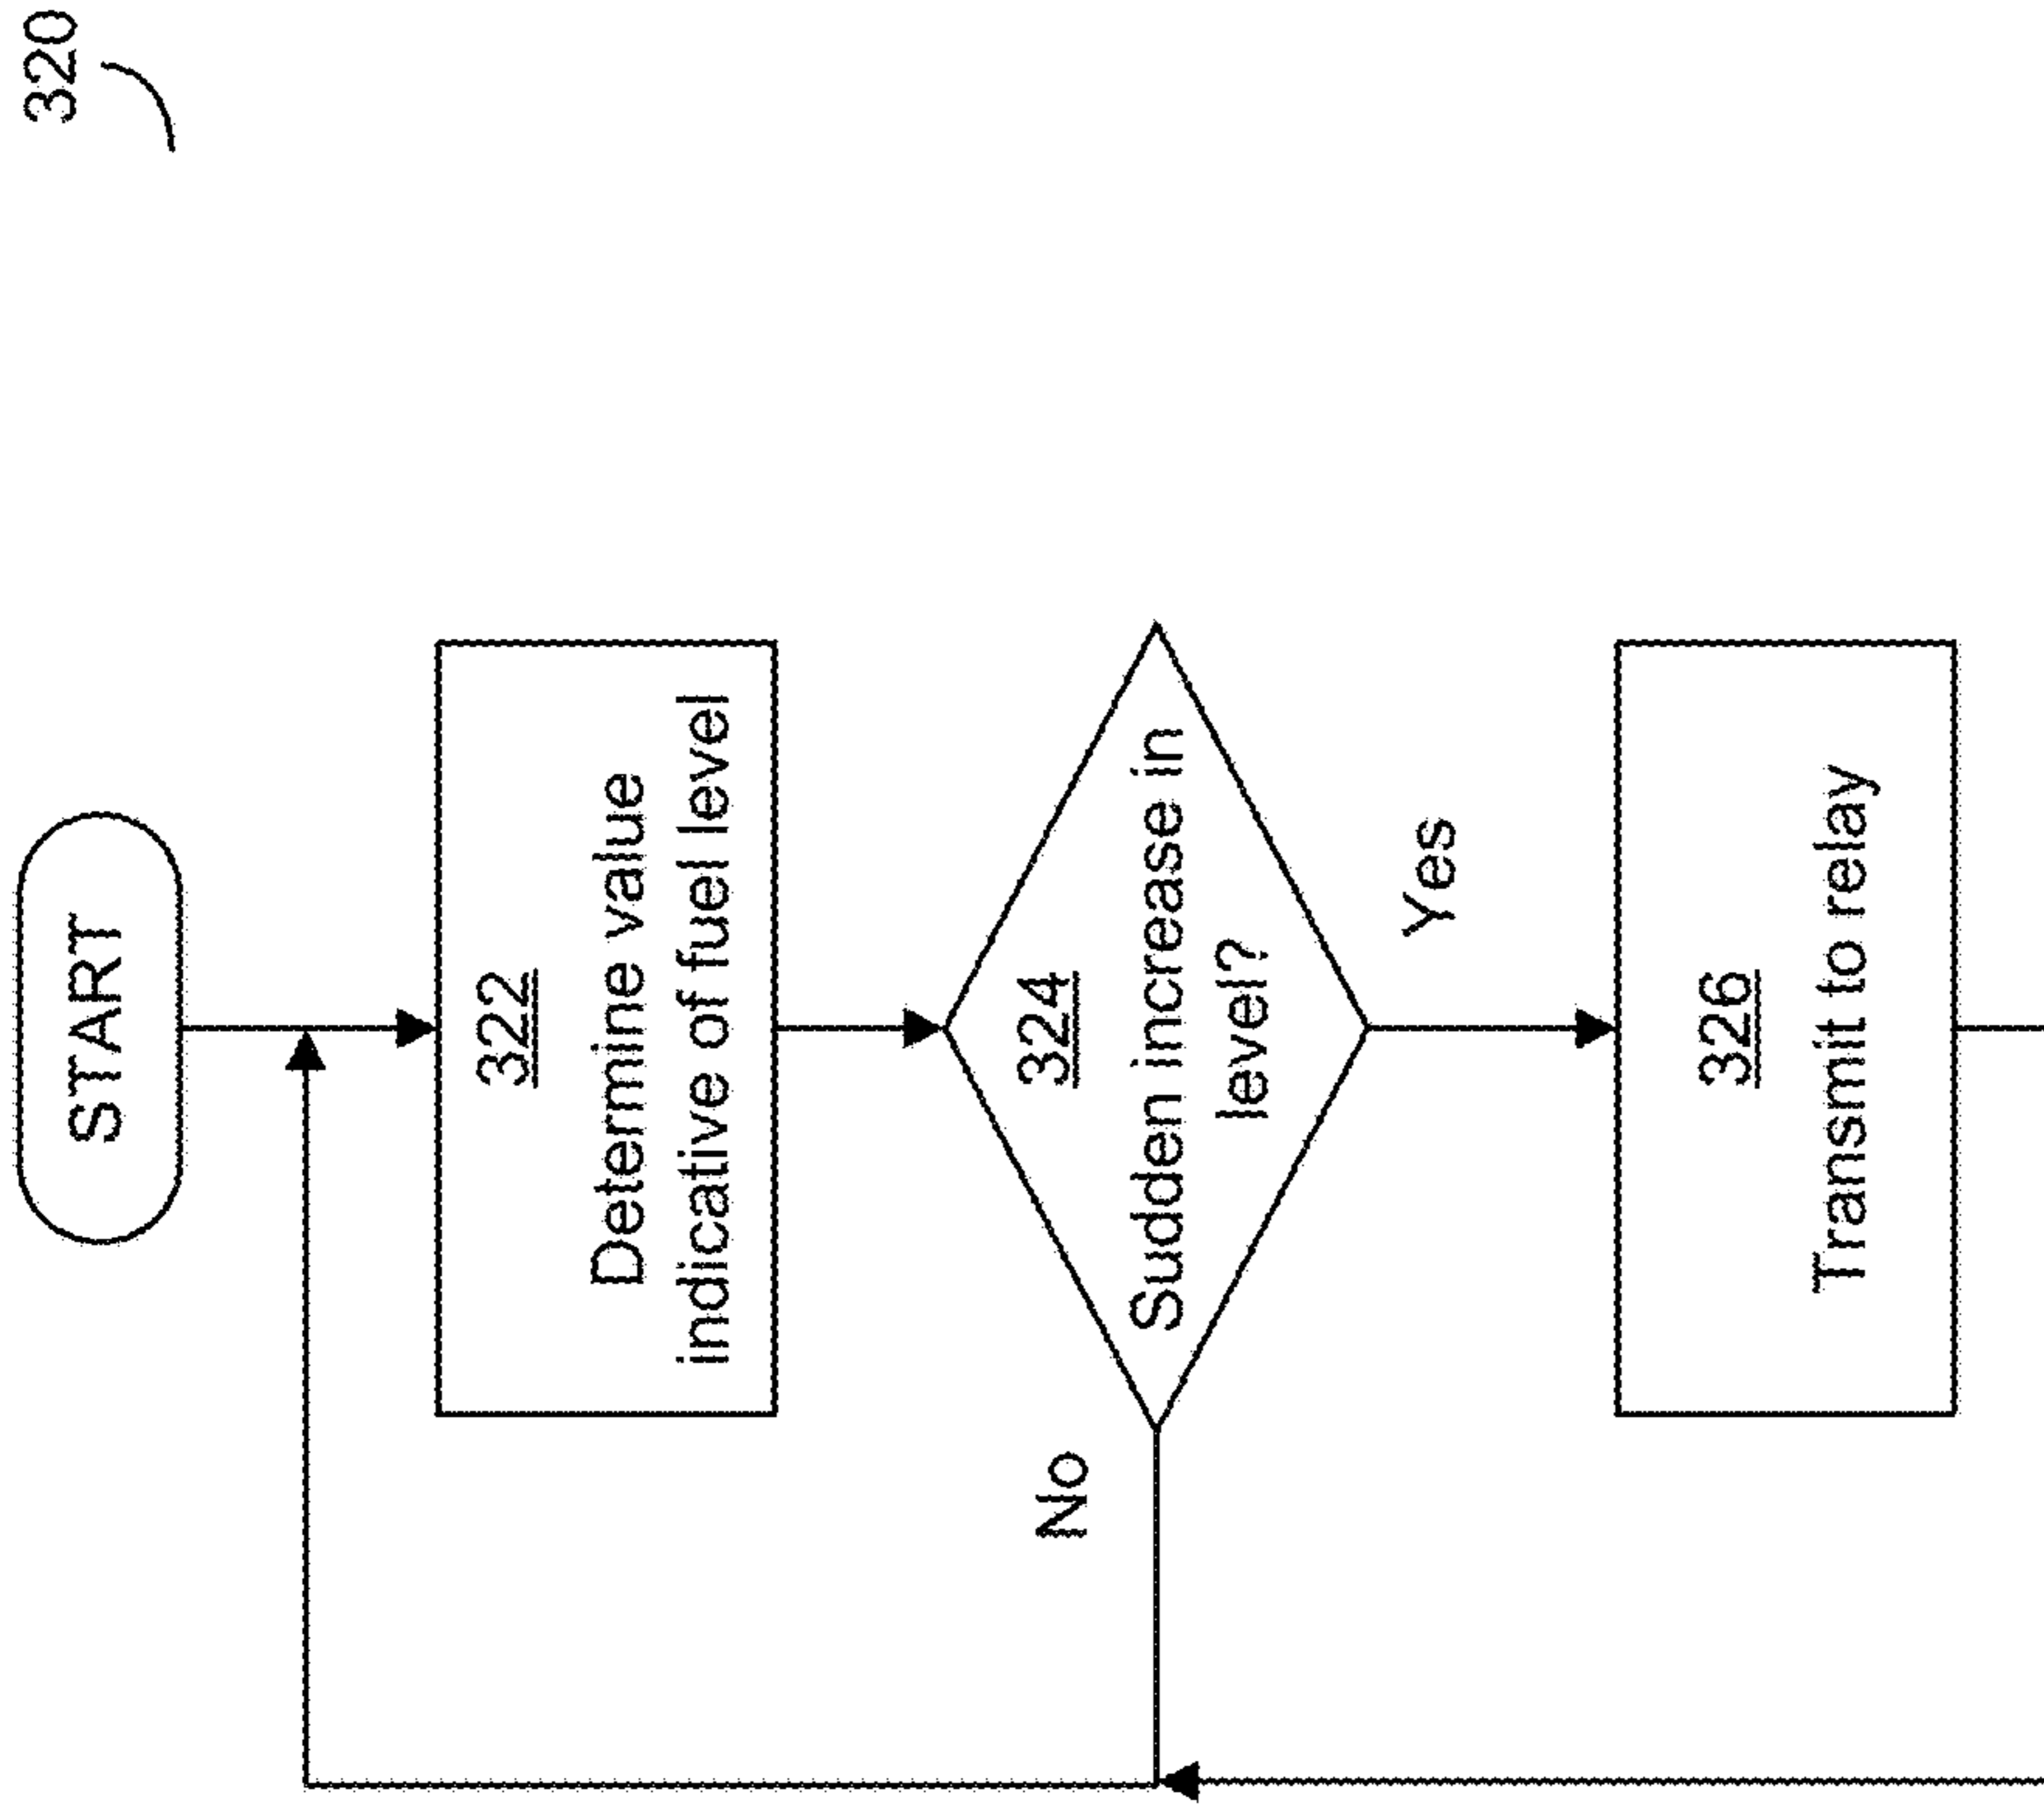 320
START
322
Determine value
indicative of fuel level
324
Sudden increase in
level?
No
Yes
326
Transmit to relay